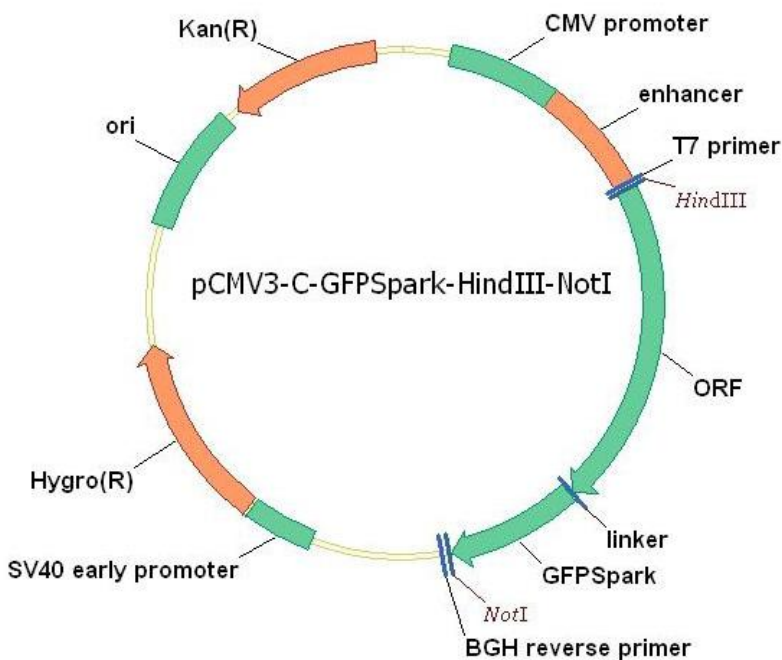 Kan(R)
CMV promoter
enhancer
ori
T7 primer
HindIII
pCMV3-C-GFPSpark-HindIII-NotI
ORF
Hygro(R)
linker
SV40 early promoter
GFPSpark
NotI
BGH reverse primer